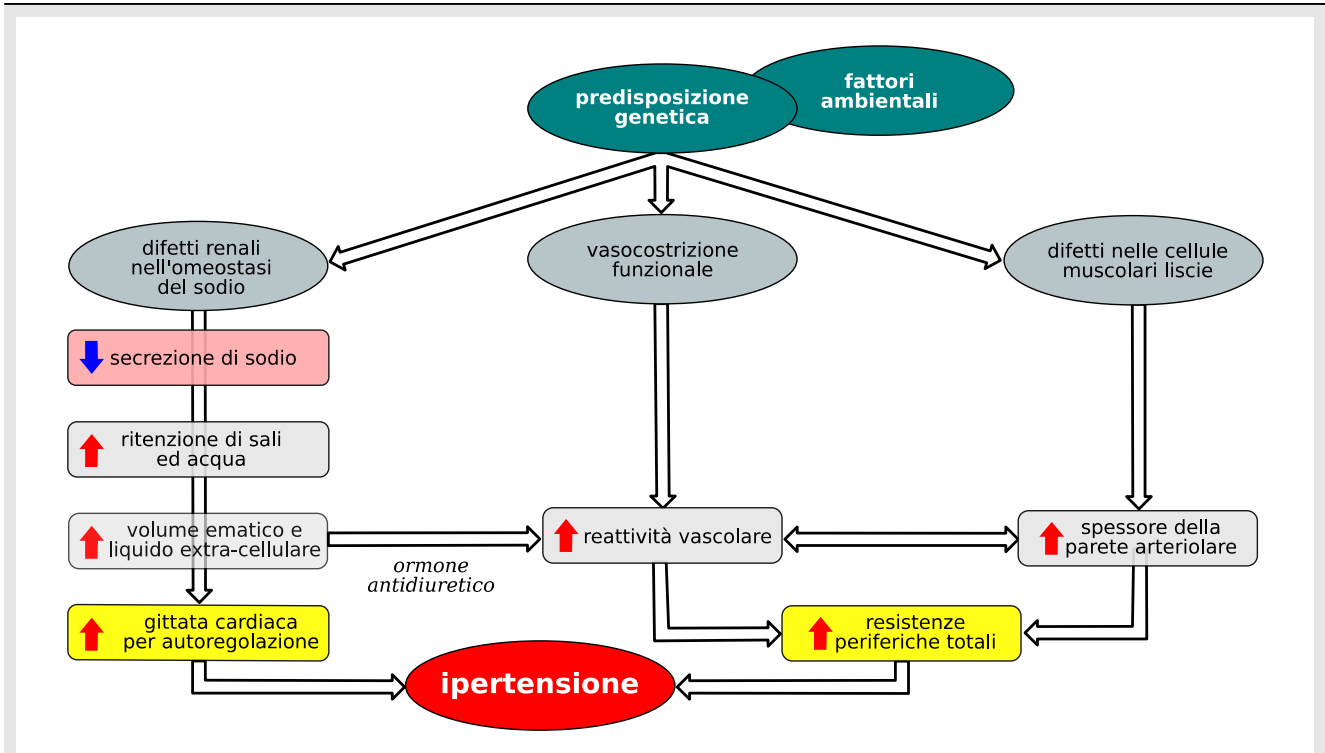 fattori
ambientali
predisposizione
genetica
difetti renali
nell'omeostasi
del sodio
vasocostrizione
funzionale
difetti nelle cellule
muscolari liscie
secrezione di sodio
ritenzione di sali
ed acqua
volume ematico e
liquido extra-cellulare
ormone
antidiuretico
reattività vascolare
spessore della
parete arteriolare
gittata cardiaca
per autoregolazione
resistenze
periferiche totali
ipertensione